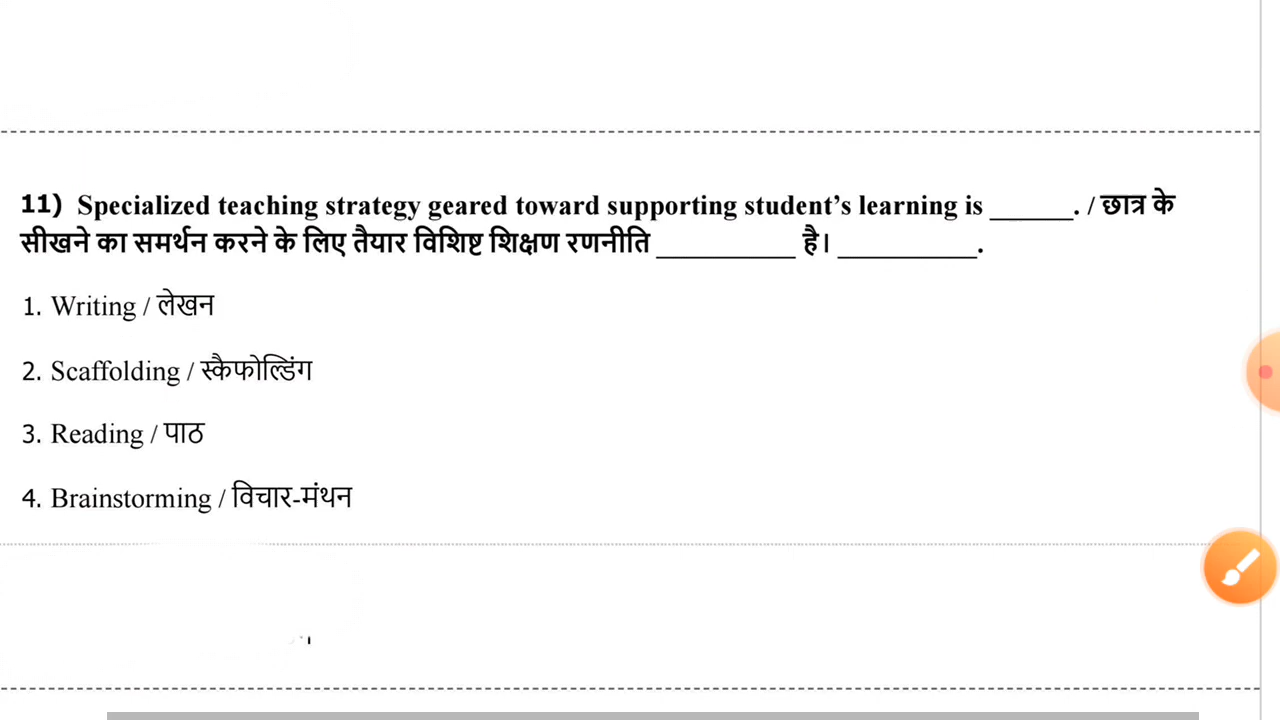 11) Specialized teaching strategy geared toward supporting student’s learning is ______. / छात्र के
सीखने का समर्थन करने के लिए तैयार विशिष्ट शिक्षण रणनीति __________ है। __________.
1. Writing / लेखन
2. Scaffolding / स्कैफोल्डिंग
3. Reading / पाठ
4. Brainstorming / विचार-मंथन